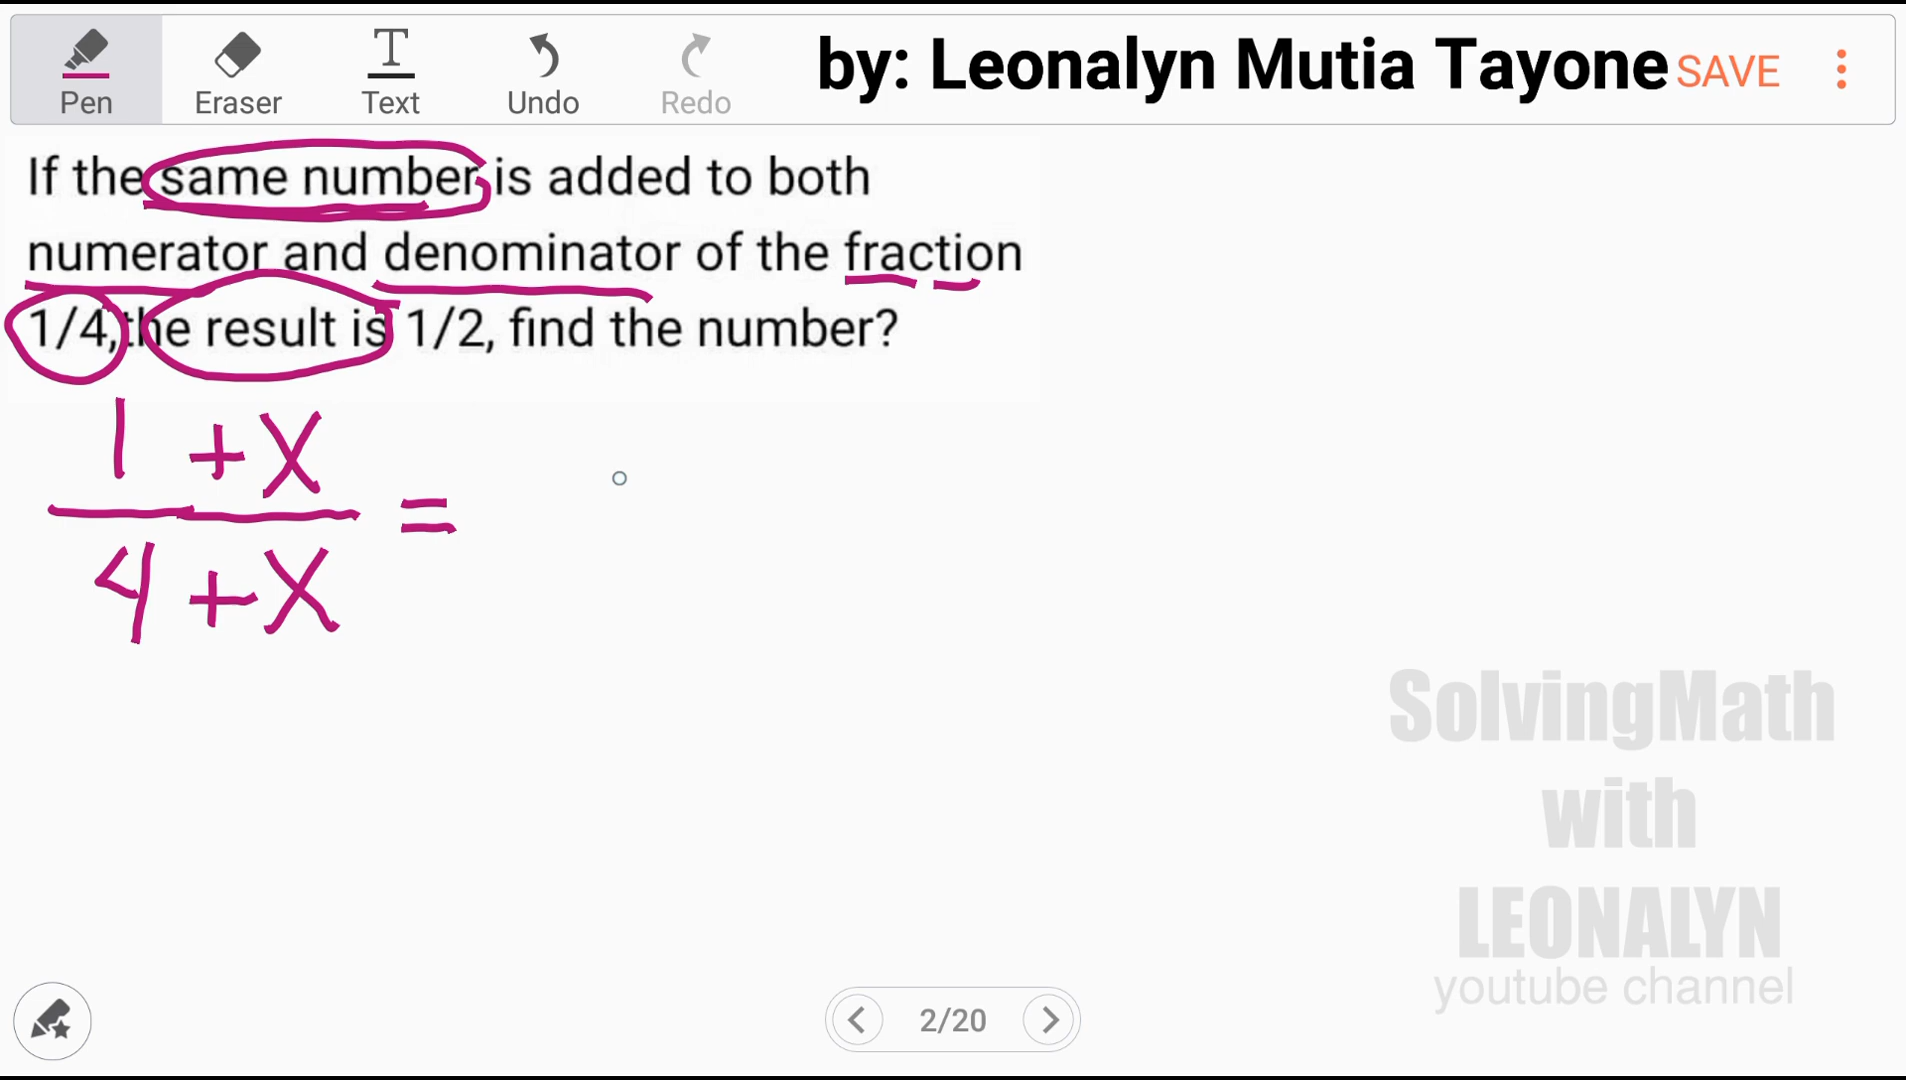 Pen Eraser Text Undo Redo by: Leonalyn Mutia Tayone SAVE
If the same number is added to both
numerator and denominator of the fraction
1/4, the result is 1/2, find the number?
1 + X
4 + X
=
SolvingMath
with
LEONALYN
youtube channel
2/20